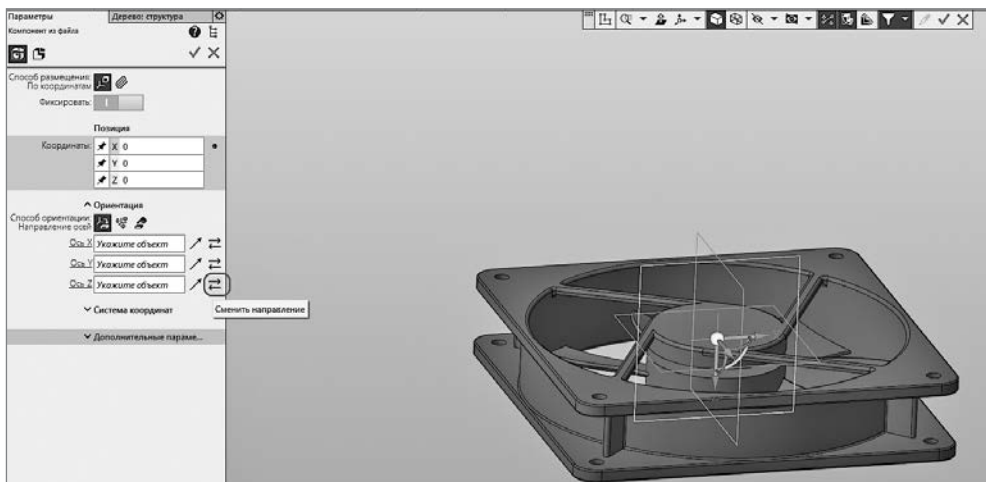 Параметры
Дерево: структура
Компонент из файла
Способ размещения:
По координатам
Фиксировать:
Позиция
Координаты:
X 0
Y 0
Z 0
Ориентация
Способ ориентации:
Направление осей
Ось X Укажите объект
Ось Y Укажите объект
Ось Z Укажите объект
Сменить направление
Система координат
Дополнительные параме...